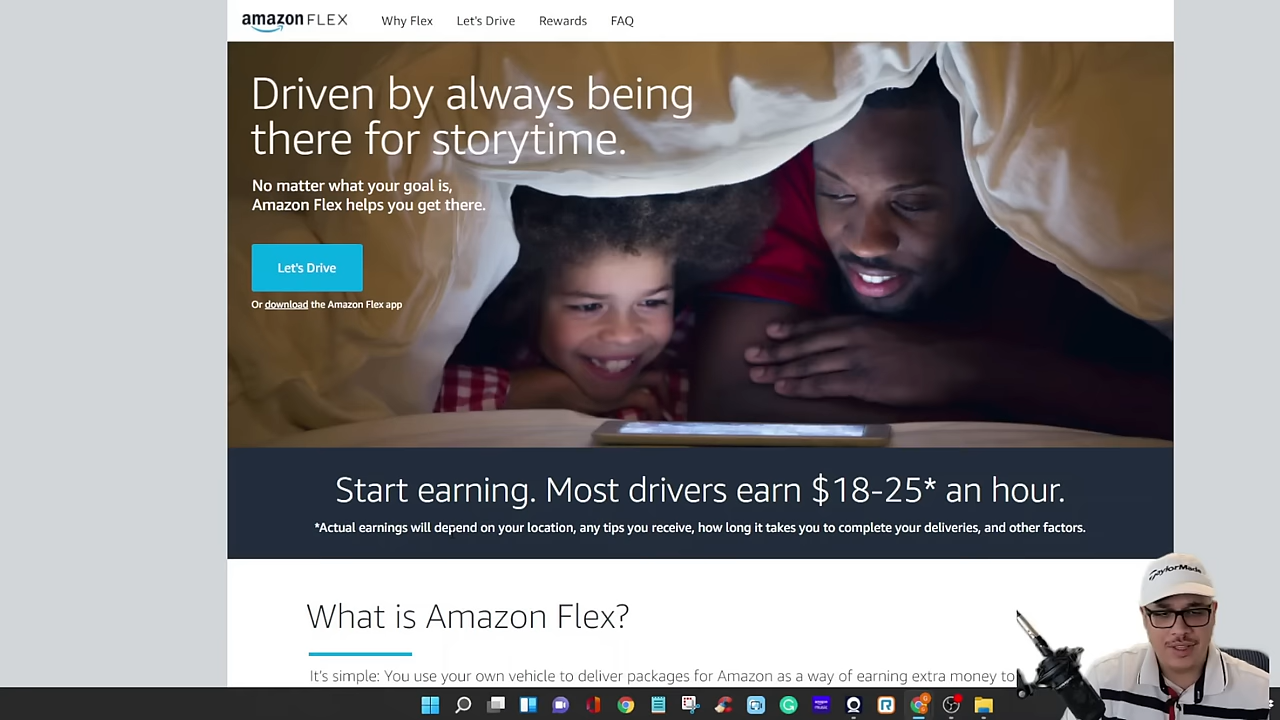 amazon FLEX
Why Flex
Let's Drive
Rewards
FAQ
Driven by always being
there for storytime.
No matter what your goal is,
Amazon Flex helps you get there.
Let's Drive
Or download the Amazon Flex app
Start earning. Most drivers earn $18-25* an hour.
*Actual earnings will depend on your location, any tips you receive, how long it takes you to complete your deliveries, and other factors.
What is Amazon Flex?
It's simple: You use your own vehicle to deliver packages for Amazon as a way of earning extra money to
TaylorMade